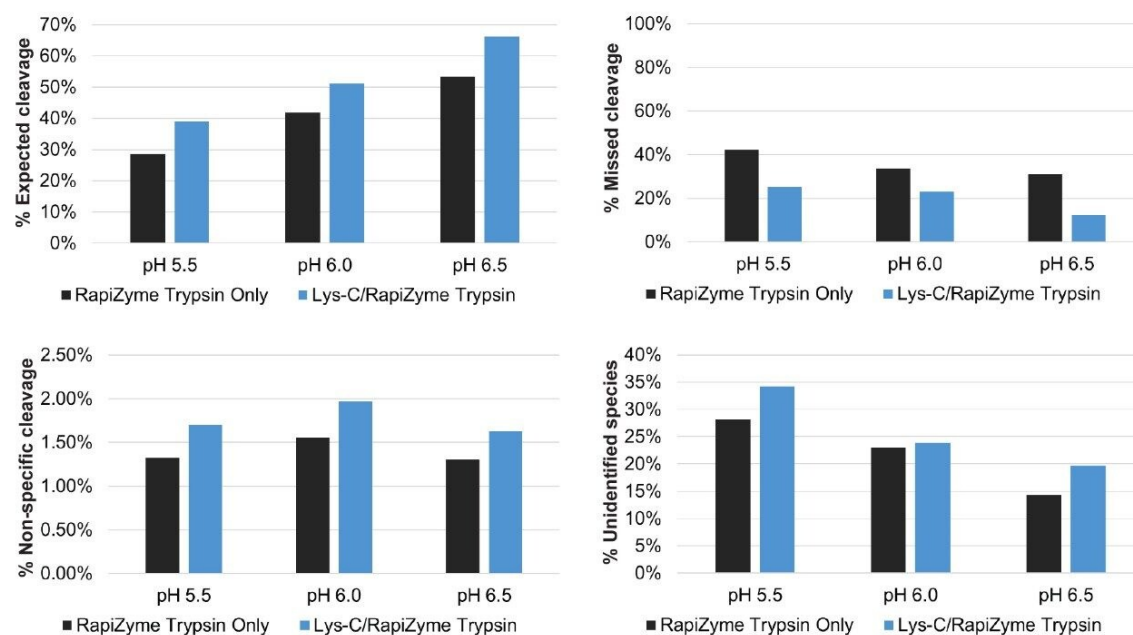 % Expected cleavage
70%
60%
50%
40%
30%
20%
10%
0%
pH 5.5 pH 6.0 pH 6.5
RapiZyme Trypsin Only Lys-C/RapiZyme Trypsin
% Missed cleavage
100%
80%
60%
40%
20%
0%
pH 5.5 pH 6.0 pH 6.5
RapiZyme Trypsin Only Lys-C/RapiZyme Trypsin
% Non-specific cleavage
2.50%
2.00%
1.50%
1.00%
0.50%
0.00%
pH 5.5 pH 6.0 pH 6.5
RapiZyme Trypsin Only Lys-C/RapiZyme Trypsin
% Unidentified species
40%
35%
30%
25%
20%
15%
10%
5%
0%
pH 5.5 pH 6.0 pH 6.5
RapiZyme Trypsin Only Lys-C/RapiZyme Trypsin